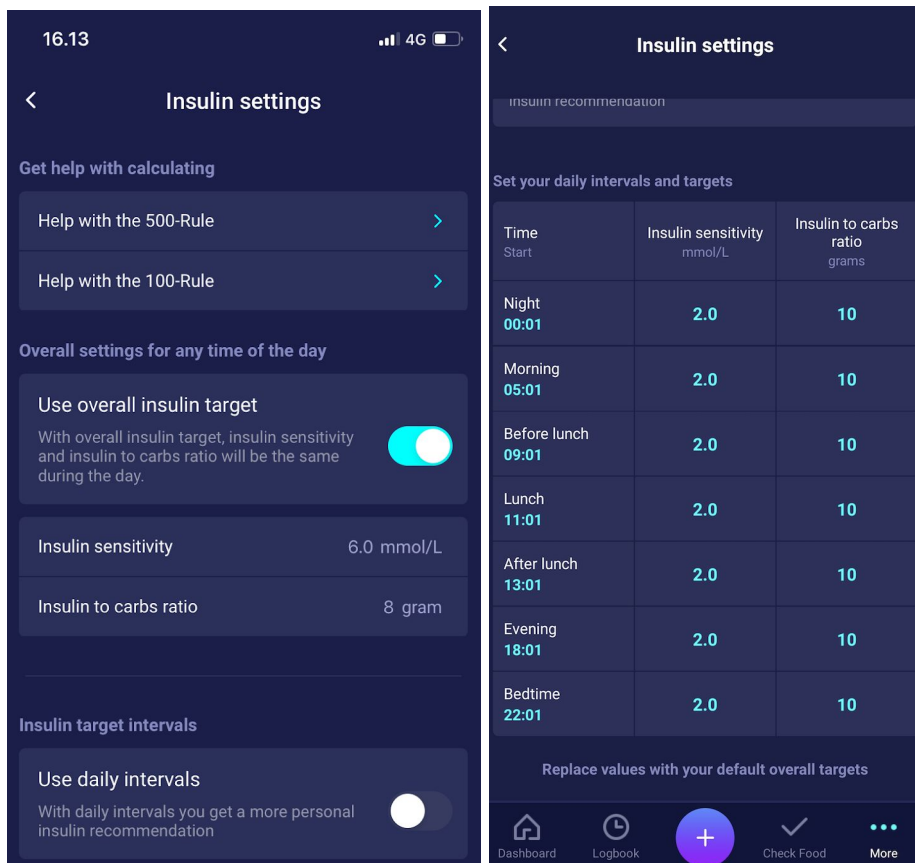 16.13
4G
Insulin settings
Get help with calculating
Help with the 500-Rule
Help with the 100-Rule
Overall settings for any time of the day
Use overall insulin target
With overall insulin target, insulin sensitivity
and insulin to carbs ratio will be the same
during the day.
Insulin sensitivity 6.0 mmol/L
Insulin to carbs ratio 8 gram
Insulin target intervals
Use daily intervals
With daily intervals you get a more personal
insulin recommendation
Insulin settings
insulin recommendation
Set your daily intervals and targets
Time
Start
Insulin sensitivity
mmol/L
Insulin to carbs
ratio
grams
Night
00:01
2.0
10
Morning
05:01
2.0
10
Before lunch
09:01
2.0
10
Lunch
11:01
2.0
10
After lunch
13:01
2.0
10
Evening
18:01
2.0
10
Bedtime
22:01
2.0
10
Replace values with your default overall targets
Dashboard
Logbook
Check Food
More